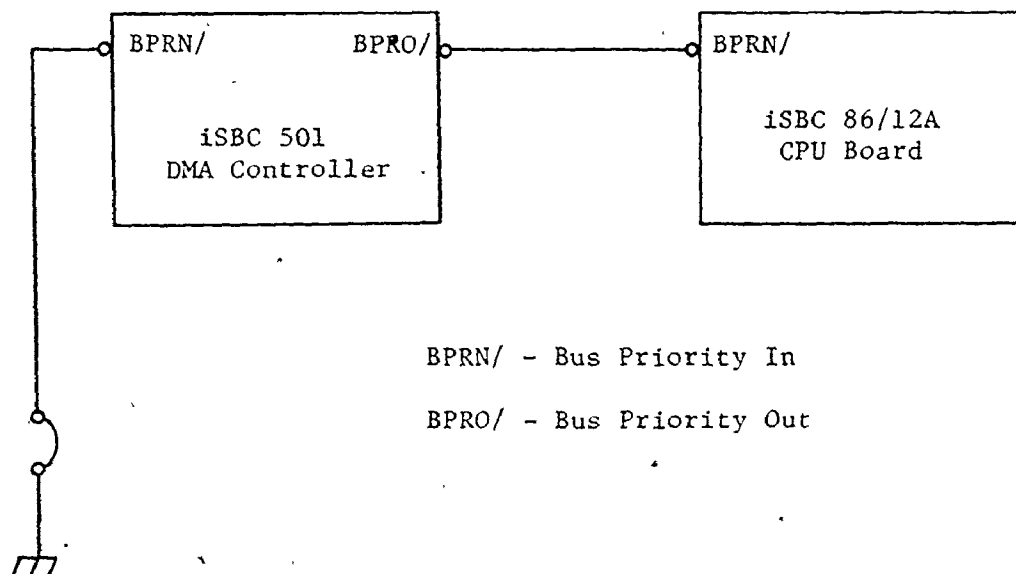 BPRN/ BPRO/ BPRN/
iSBC 501
DMA Controller
iSBC 86/12A
CPU Board
BPRN/ - Bus Priority In
BPRO/ - Bus Priority Out